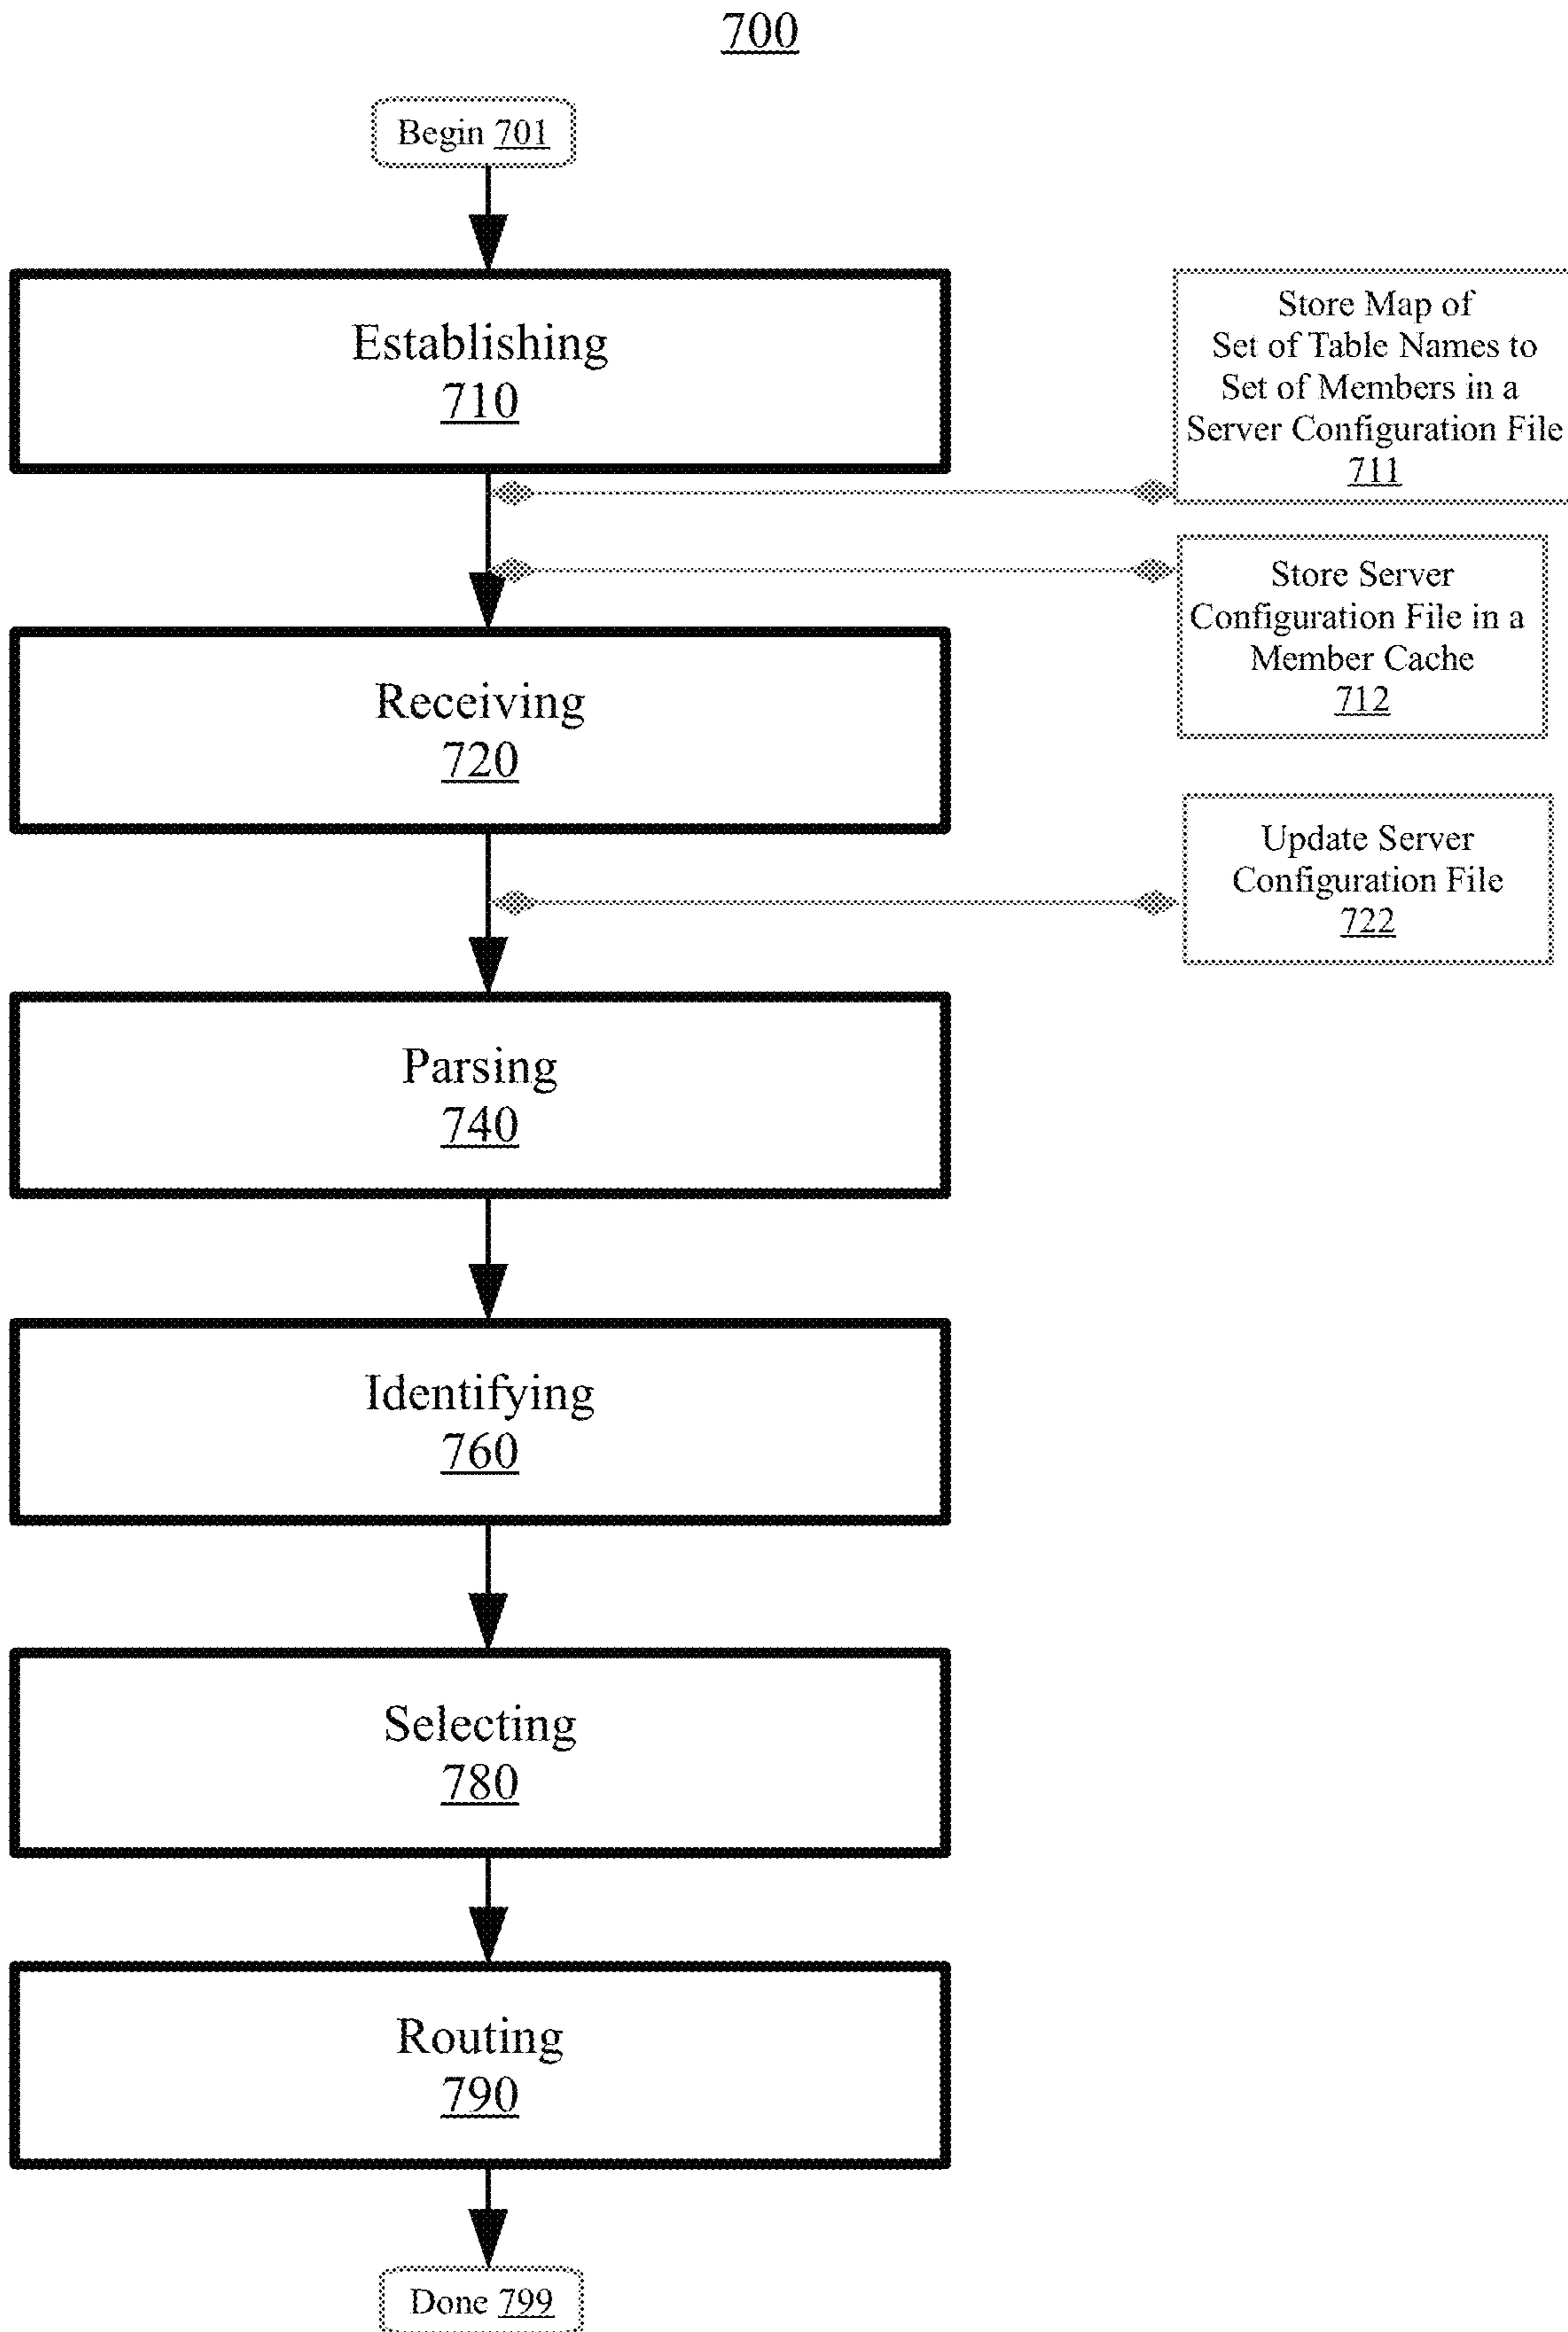 700
Begin 701
Establishing
710
Store Map of
Set of Table Names to
Set of Members in a
Server Configuration File
711
Store Server
Configuration File in a
Member Cache
712
Receiving
720
Update Server
Configuration File
722
Parsing
740
Identifying
760
Selecting
780
Routing
790
Done 799